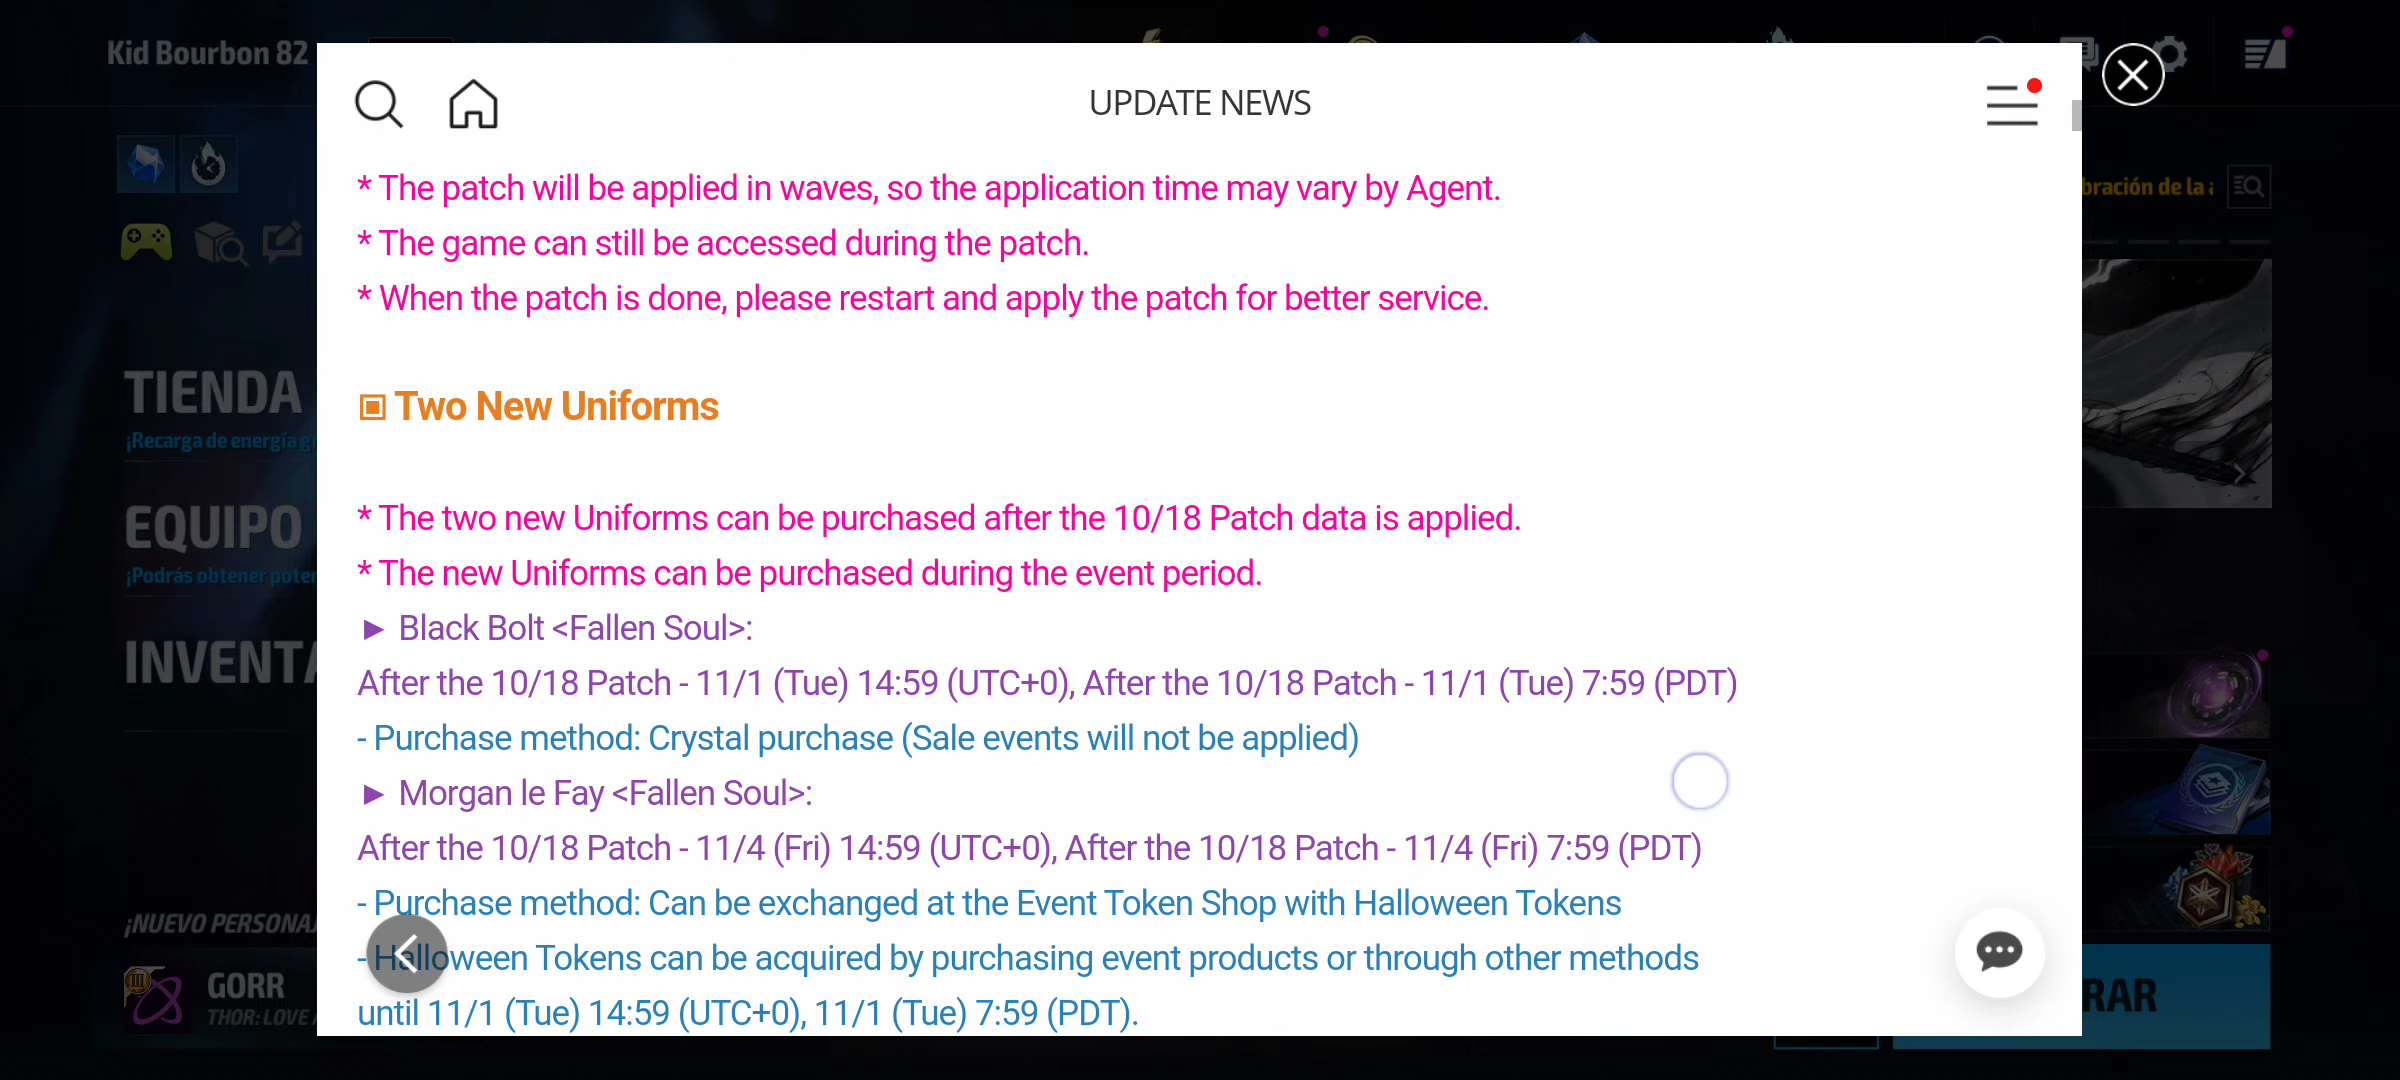 Kid Bourbon 82
UPDATE NEWS
* The patch will be applied in waves, so the application time may vary by Agent.
* The game can still be accessed during the patch.
* When the patch is done, please restart and apply the patch for better service.
▣ Two New Uniforms
* The two new Uniforms can be purchased after the 10/18 Patch data is applied.
* The new Uniforms can be purchased during the event period.
► Black Bolt <Fallen Soul>:
After the 10/18 Patch - 11/1 (Tue) 14:59 (UTC+0), After the 10/18 Patch - 11/1 (Tue) 7:59 (PDT)
- Purchase method: Crystal purchase (Sale events will not be applied)
► Morgan le Fay <Fallen Soul>:
After the 10/18 Patch - 11/4 (Fri) 14:59 (UTC+0), After the 10/18 Patch - 11/4 (Fri) 7:59 (PDT)
- Purchase method: Can be exchanged at the Event Token Shop with Halloween Tokens
- Halloween Tokens can be acquired by purchasing event products or through other methods
until 11/1 (Tue) 14:59 (UTC+0), 11/1 (Tue) 7:59 (PDT).
TIENDA
¡Recarga de energía
EQUIPO
¡Podrás obtener
INVENTA
¡NUEVO PERSONAJ
GORR
THOR: LOVE
III
bración de la
RAR